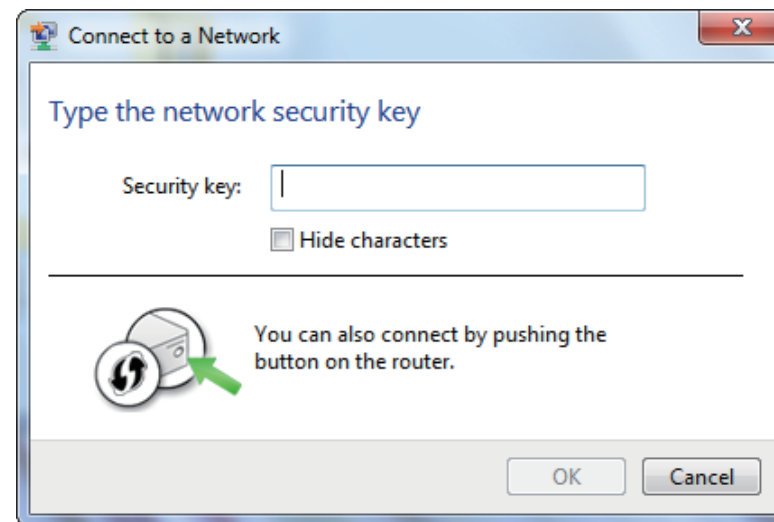 Connect to a Network
Type the network security key
Security key:
Hide characters
You can also connect by pushing the
button on the router.
OK
Cancel